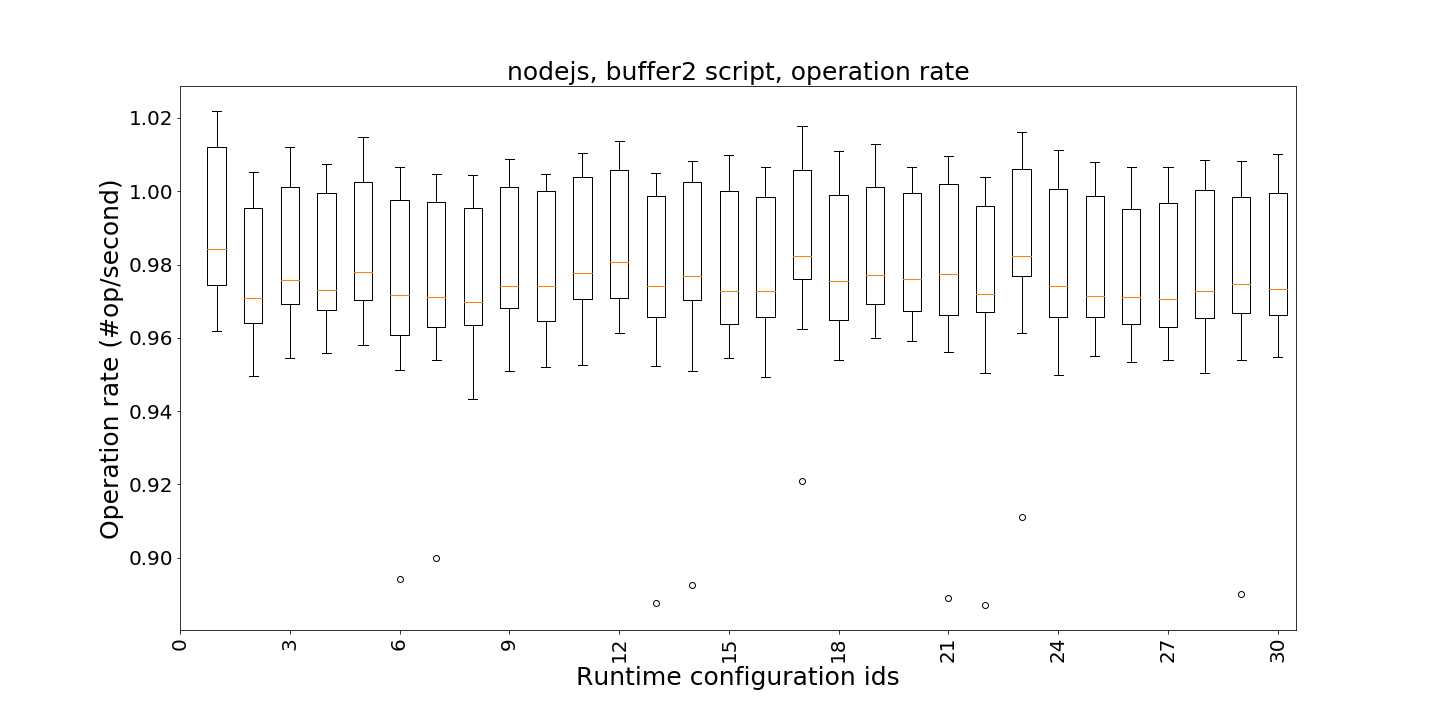 nodejs, buffer2 script, operation rate
Operation rate (#op/second)
1.02
1.00
0.98
0.96
0.94
0.92
0.90
0 3 6 9 12 15 18 21 24 27 30
Runtime configuration ids